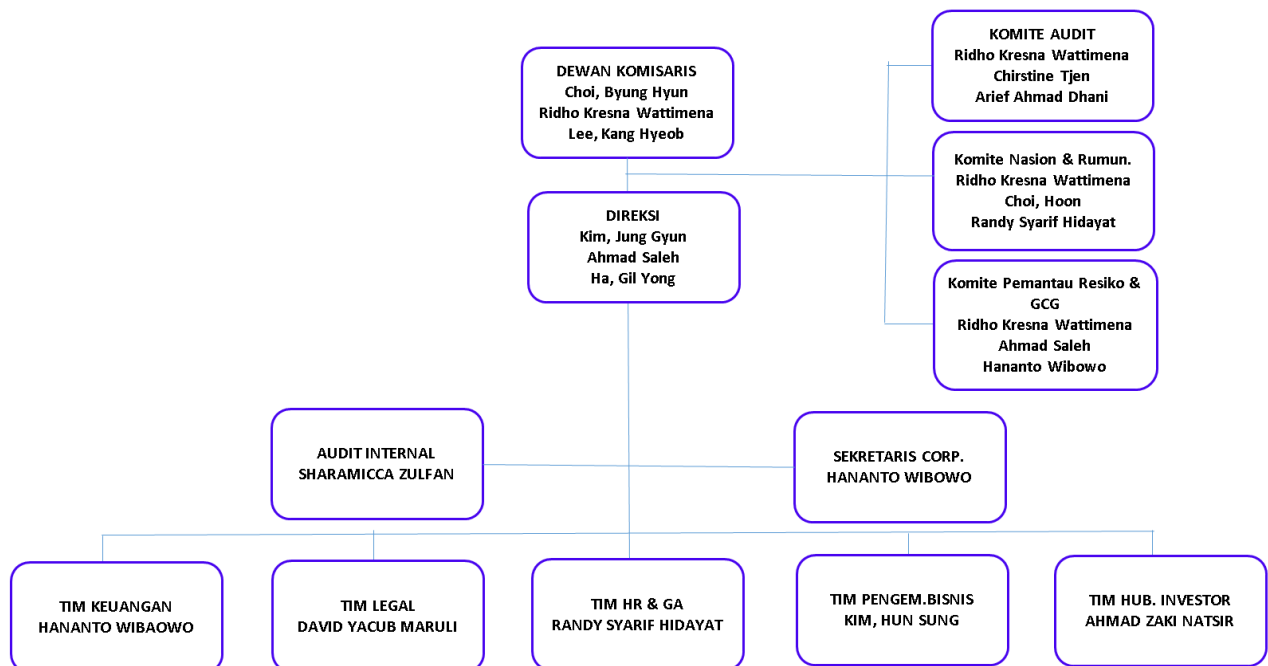 KOMITE AUDIT
Ridho Kresna Wattimena
Chirstine Tjen
Arief Ahmad Dhani
DEWAN KOMISARIS
Choi, Byung Hyun
Ridho Kresna Wattimena
Lee, Kang Hyeob
Komite Nasion & Rumun.
Ridho Kresna Wattimena
Choi, Hoon
Randy Syarif Hidayat
DIREKSI
Kim, Jung Gyun
Ahmad Saleh
Ha, Gil Yong
Komite Pemantau Resiko &
GCG
Ridho Kresna Wattimena
Ahmad Saleh
Hananto Wibowo
AUDIT INTERNAL
SHARAMICCA ZULFAN
SEKRETARIS CORP.
HANANTO WIBOWO
TIM KEUANGAN
HANANTO WIBAOWO
TIM LEGAL
DAVID YACUB MARULI
TIM HR & GA
RANDY SYARIF HIDAYAT
TIM PENGEM.BISNIS
KIM, HUN SUNG
TIM HUB. INVESTOR
AHMAD ZAKI NATSIR